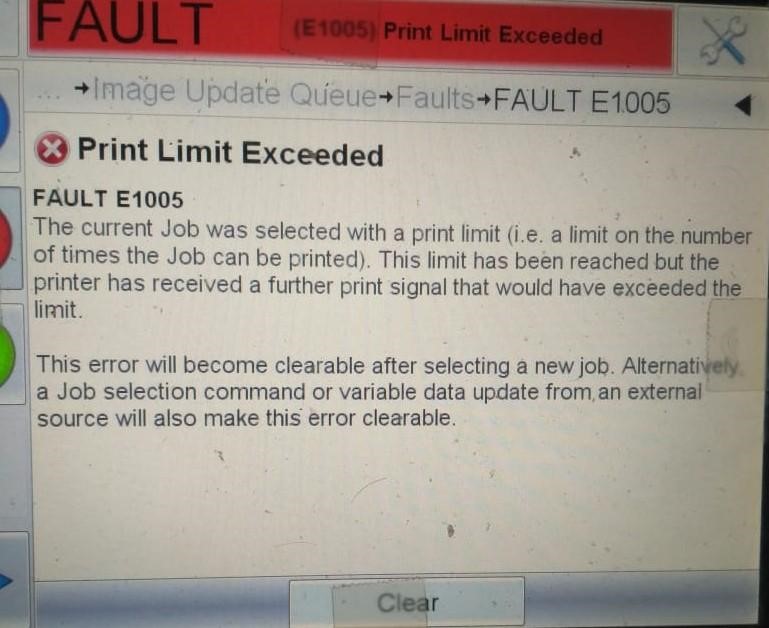 FAULT (E1005) Print Limit Exceeded
... →Image Update Queue→Faults→FAULT E1005
Print Limit Exceeded
FAULT E1005
The current Job was selected with a print limit (i.e. a limit on the number
of times the Job can be printed). This limit has been reached but the
printer has received a further print signal that would have exceeded the
limit.
This error will become clearable after selecting a new job. Alternatively
a Job selection command or variable data update from an external
source will also make this error clearable.
Clear